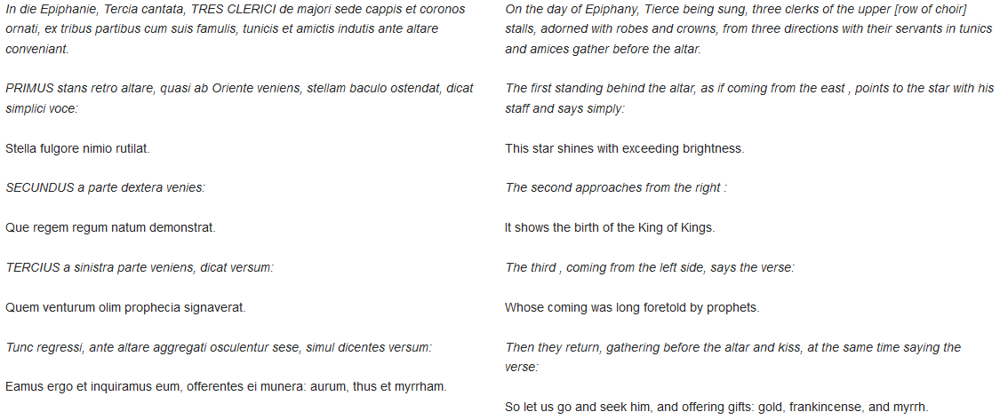 In die Epiphanie, Tercia cantata, TRES CLERICI de majori sede cappis et coronos
ornati, ex tribus partibus cum suis famulis, tunicis et amictis indutis ante altare
conveniant.
PRIMUS stans retro altare, quasi ab Oriente veniens, stellam baculo ostendat, dicat
simplici voce:
Stella fulgore nimio rutilat.
SECUNDUS a parte dextera venies:
Que regem regum natum demonstrat.
TERCIUS a sinistra parte veniens, dicat versum:
Quem venturum olim prophecia signaverat.
Tunc regressi, ante altare aggregati osculentur sese, simul dicentes versum:
Eamus ergo et inquiramus eum, offerentes ei munera: aurum, thus et myrrham.
On the day of Epiphany, Tierce being sung, three clerks of the upper [row of choir]
stalls, adorned with robes and crowns, from three directions with their servants in tunics
and amices gather before the altar.
The first standing behind the altar, as if coming from the east , points to the star with his
staff and says simply:
This star shines with exceeding brightness.
The second approaches from the right :
It shows the birth of the King of Kings.
The third , coming from the left side, says the verse:
Whose coming was long foretold by prophets.
Then they return, gathering before the altar and kiss, at the same time saying the
verse:
So let us go and seek him, and offering gifts: gold, frankincense, and myrrh.